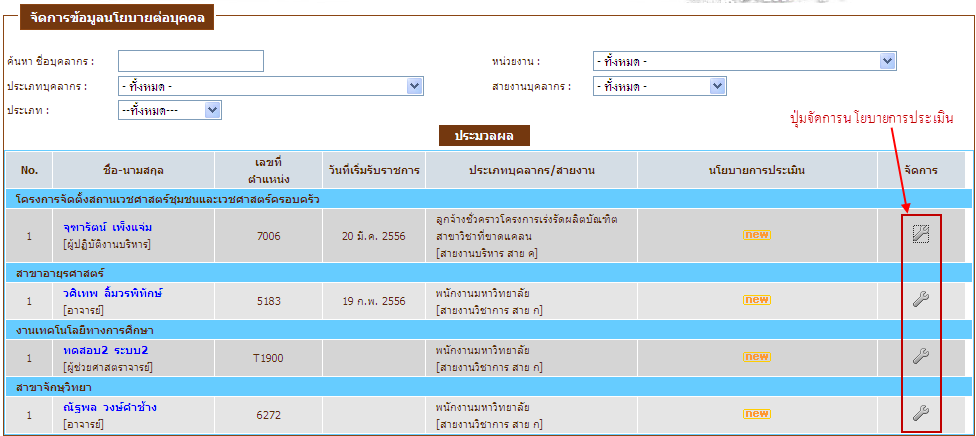 จัดการข้อมูลนโยบายต่อบุคคล
ค้นหา ชื่อบุคลากร :
หน่วยงาน : - ทั้งหมด -
ประเภทบุคลากร : - ทั้งหมด -
สายงานบุคลากร : - ทั้งหมด -
ประเภท : --ทั้งหมด---
ปุ่มจัดการนโยบายการประเมิน
ประมวลผล
No. ชื่อ-นามสกุล เลขที่ตำแหน่ง วันที่เริ่มรับราชการ ประเภทบุคลากร/สายงาน นโยบายการประเมิน จัดการ
โครงการจัดตั้งสถานเวชศาสตร์ชุมชนและเวชศาสตร์ครอบครัว
1 จุฑารัตน์ เพ็งแจ่ม 7006 20 มี.ค. 2556 ลูกจ้างชั่วคราวโครงการเร่งรัดผลิตบัณฑิต new
[ผู้ปฏิบัติงานบริหาร] สาขาวิชาที่ขาดแคลน
[สายงานบริหาร สาย ค]
สาขาอายุรศาสตร์
1 วศิเทพ ลิ้มวรพิทักษ์ 5183 19 ก.พ. 2556 พนักงานมหาวิทยาลัย new
[อาจารย์] [สายงานวิชาการ สาย ก]
งานเทคโนโลยีทางการศึกษา
1 ทดสอบ2 ระบบ2 T1900 พนักงานมหาวิทยาลัย new
[ผู้ช่วยศาสตราจารย์] [สายงานวิชาการ สาย ก]
สาขาจักษุวิทยา
1 ณัฐพล วงษ์คำช้าง 6272 พนักงานมหาวิทยาลัย new
[อาจารย์] [สายงานวิชาการ สาย ก]